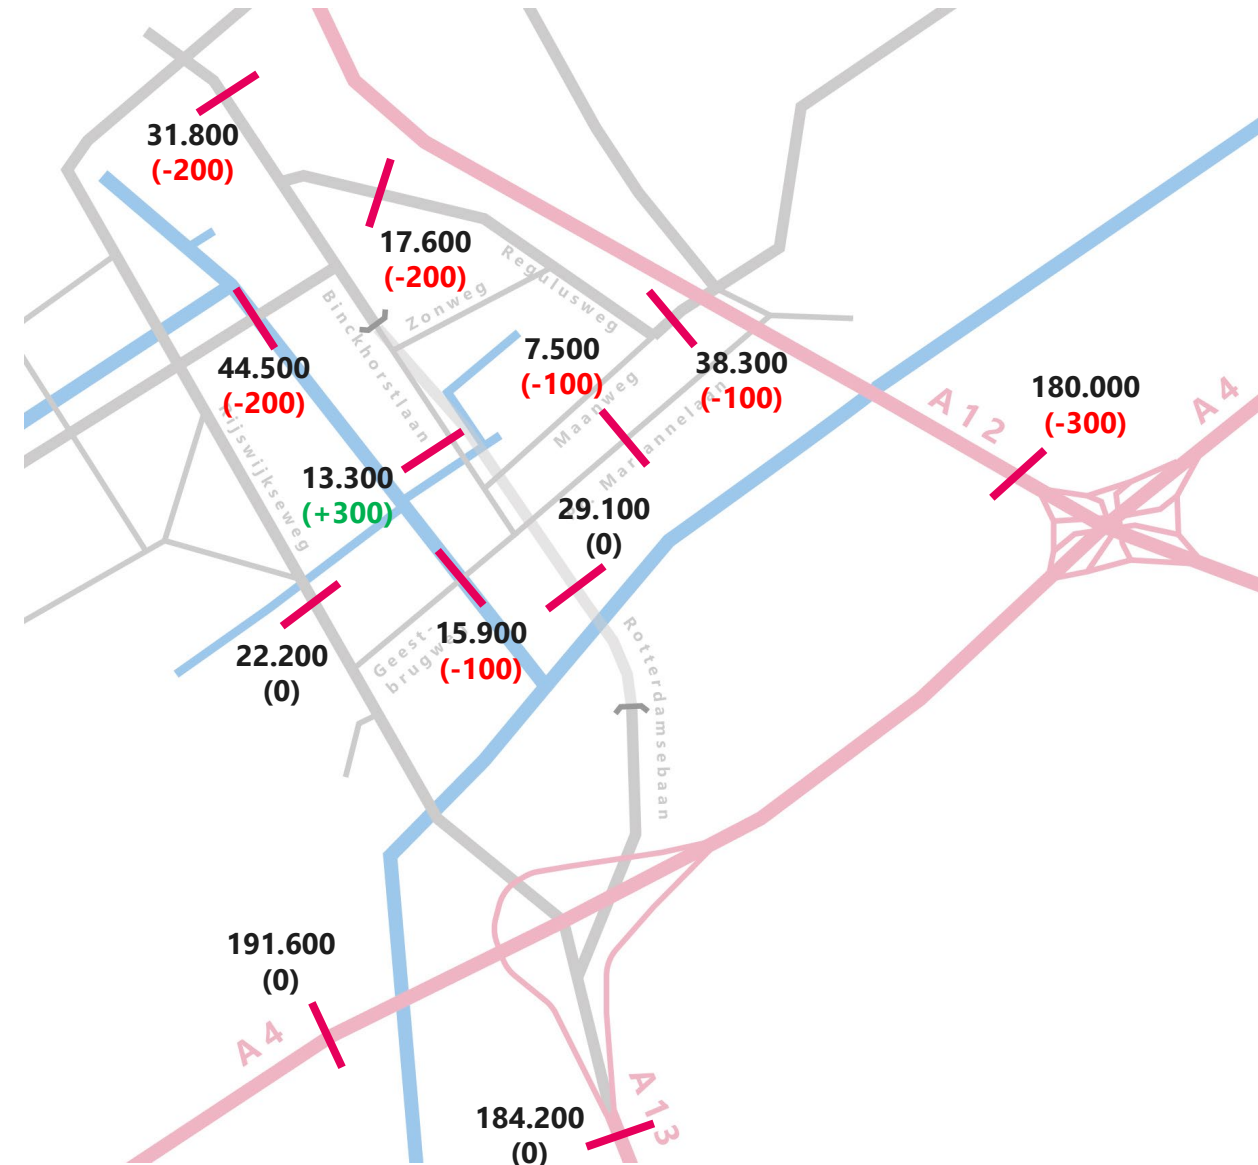 31.800
(-200)
17.600
(-200)
Regulusweg
Zonweg
Binckhorstlaan
7.500
(-100)
38.300
(-100)
44.500
(-200)
180.000
(-300)
A12
A4
Maanweg
Mariannelaan
Rijswijkseweg
13.300
(+300)
29.100
(0)
22.200
(0)
Geest-
brugweg
15.900
(-100)
Rotterdamsebaan
191.600
(0)
A4
A13
184.200
(0)